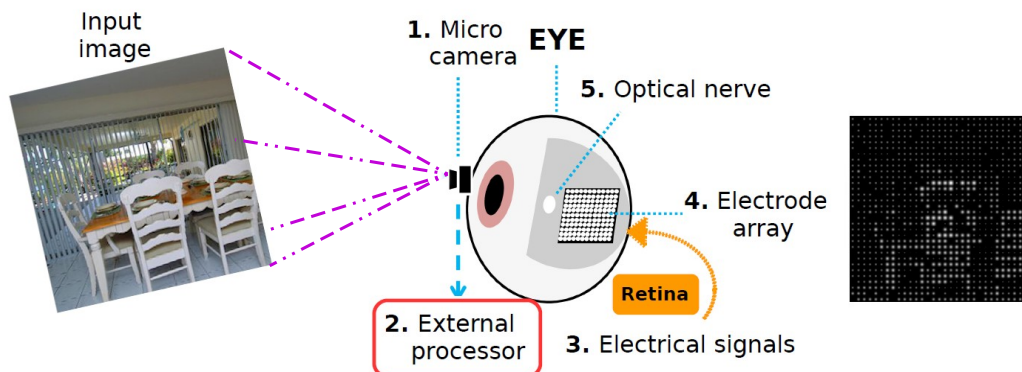 Input
image
1. Micro
camera
EYE
5. Optical nerve
4. Electrode
array
Retina
2. External
processor
3. Electrical signals